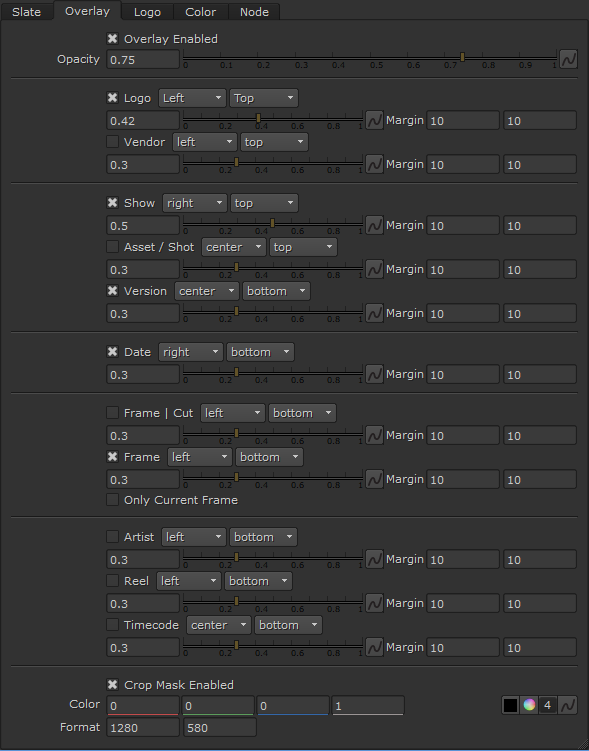 Slate Overlay Logo Color Node
Overlay Enabled
Opacity 0.75 0 0.1 0.2 0.3 0.4 0.5 0.6 0.7 0.8 0.9 1
Logo Left Top
0.42 0 0.2 0.4 0.6 0.8 1 Margin 10 10
Vendor left top
0.3 0 0.2 0.4 0.6 0.8 1 Margin 10 10
Show right top
0.5 0 0.2 0.4 0.6 0.8 1 Margin 10 10
Asset / Shot center top
0.3 0 0.2 0.4 0.6 0.8 1 Margin 10 10
Version center bottom
0.3 0 0.2 0.4 0.6 0.8 1 Margin 10 10
Date right bottom
0.3 0 0.2 0.4 0.6 0.8 1 Margin 10 10
Frame | Cut left bottom
0.3 0 0.2 0.4 0.6 0.8 1 Margin 10 10
Frame left bottom
0.3 0 0.2 0.4 0.6 0.8 1 Margin 10 10
Only Current Frame
Artist left bottom
0.3 0 0.2 0.4 0.6 0.8 1 Margin 10 10
Reel left bottom
0.3 0 0.2 0.4 0.6 0.8 1 Margin 10 10
Timecode center bottom
0.3 0 0.2 0.4 0.6 0.8 1 Margin 10 10
Crop Mask Enabled
Color 0 0 0 1 4
Format 1280 580